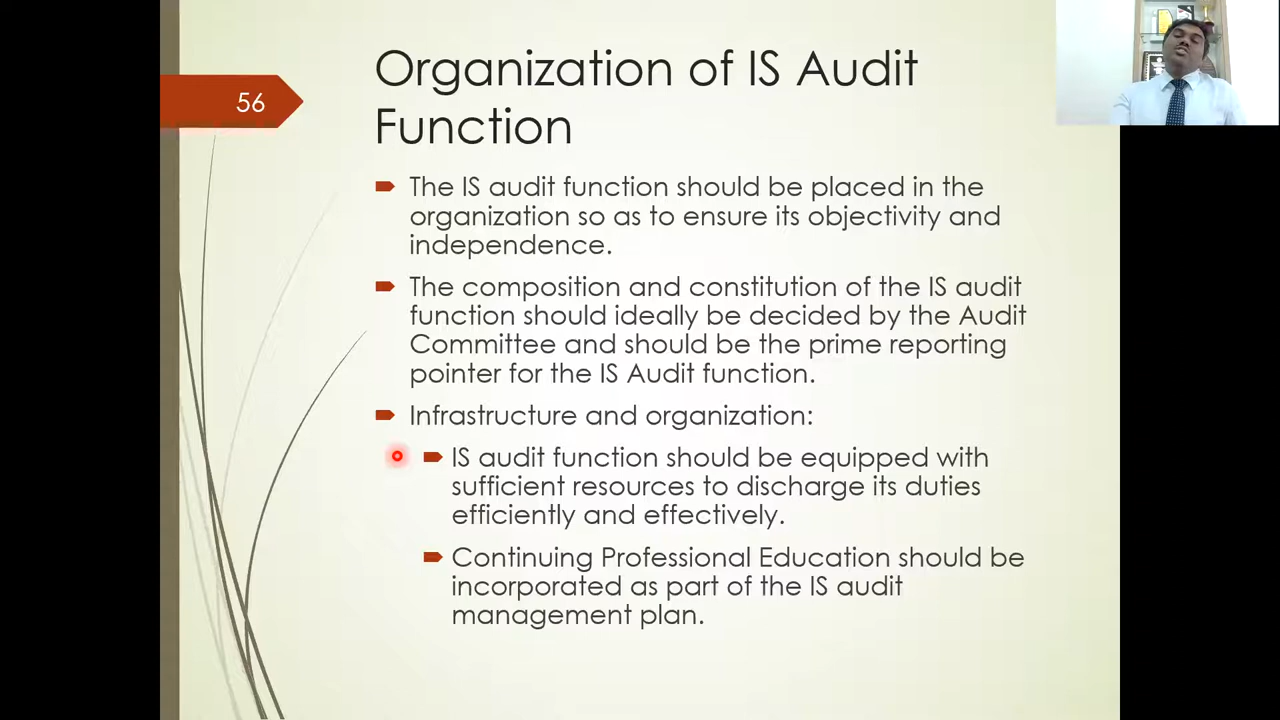 56
Organization of IS Audit
Function
The IS audit function should be placed in the
organization so as to ensure its objectivity and
independence.
The composition and constitution of the IS audit
function should ideally be decided by the Audit
Committee and should be the prime reporting
pointer for the IS Audit function.
Infrastructure and organization:
IS audit function should be equipped with
sufficient resources to discharge its duties
efficiently and effectively.
Continuing Professional Education should be
incorporated as part of the IS audit
management plan.